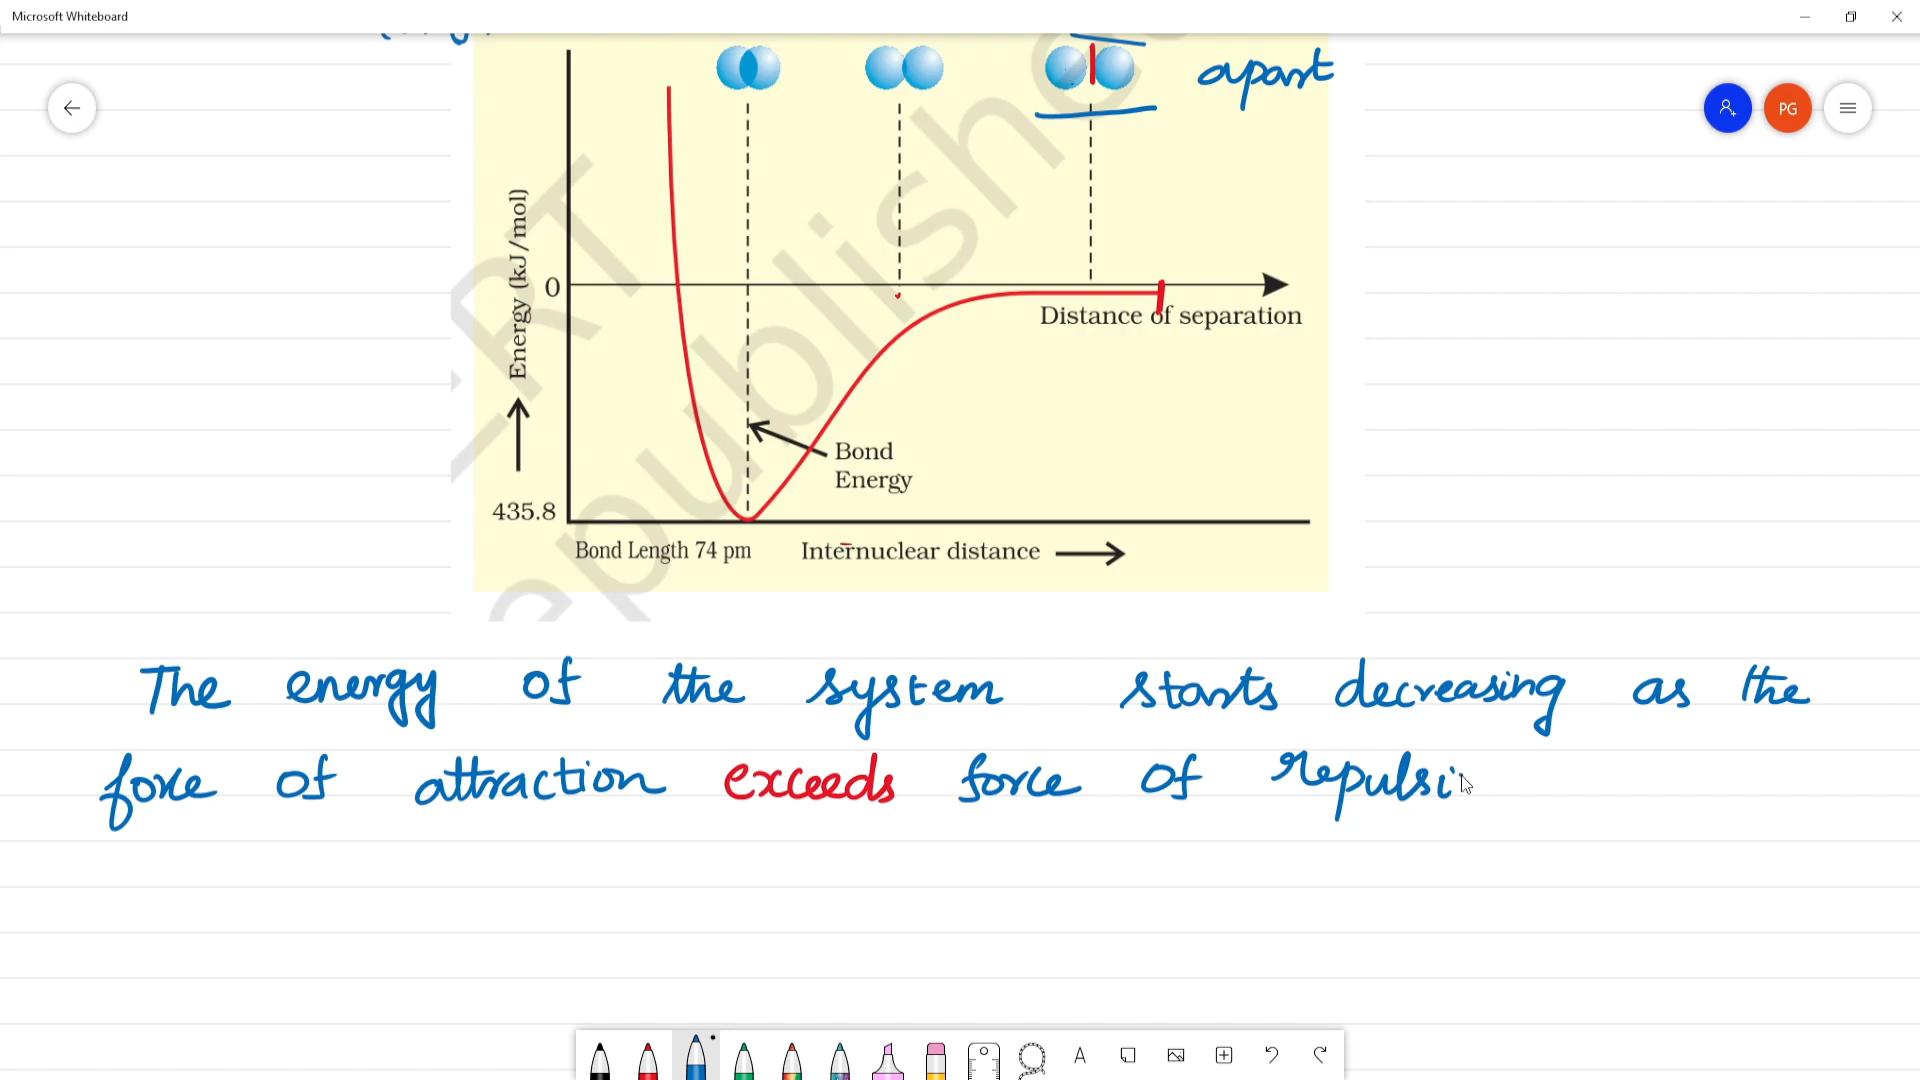 Microsoft Whiteboard
apart
PG
Energy (kJ/mol)
0
Distance of separation
Bond
Energy
435.8
Bond Length 74 pm Internuclear distance
The energy of the system starts decreasing as the
force of attraction exceeds force of repulsi
A